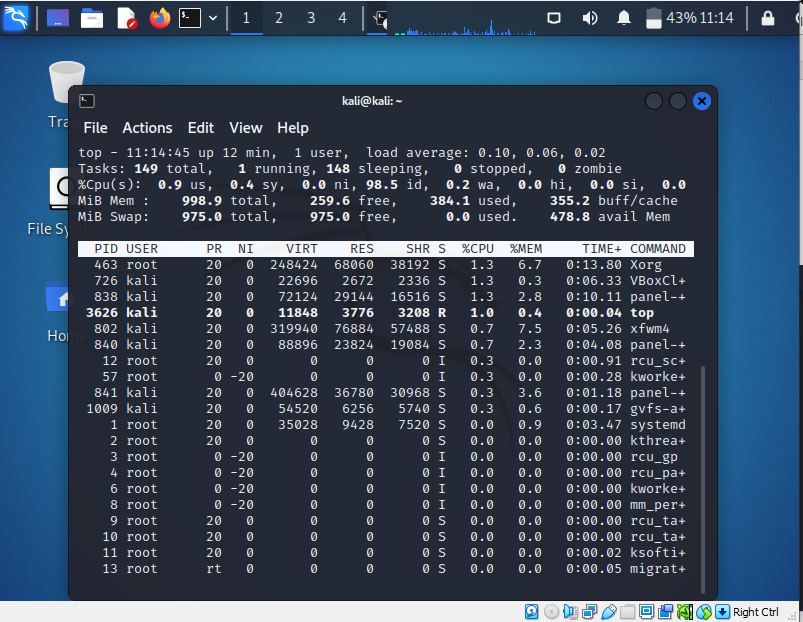 1 2 3 4 43% 11:14
Tras
File System
Home
kali@kali: ~
File Actions Edit View Help
top - 11:14:45 up 12 min,  1 user,  load average: 0.10, 0.06, 0.02
Tasks: 149 total,   1 running, 148 sleeping,   0 stopped,   0 zombie
%Cpu(s):  0.9 us,  0.4 sy,  0.0 ni, 98.5 id,  0.2 wa,  0.0 hi,  0.0 si,  0.0
MiB Mem :    998.9 total,    259.6 free,    384.1 used,    355.2 buff/cache
MiB Swap:    975.0 total,    975.0 free,      0.0 used.    478.8 avail Mem
PID USER      PR  NI    VIRT    RES    SHR S  %CPU  %MEM     TIME+ COMMAND
463 root      20   0  248424  68060  38192 S   1.3   6.7   0:13.80 Xorg
726 kali      20   0   22696   2672   2336 S   1.3   0.3   0:06.33 VBoxCl+
838 kali      20   0   72124  29144  16516 S   1.3   2.8   0:10.11 panel-+
3626 kali      20   0   11848   3776   3208 R   1.0   0.4   0:00.04 top
802 kali      20   0  319940  76884  57488 S   0.7   7.5   0:05.26 xfwm4
840 kali      20   0   88896  23824  19084 S   0.7   2.3   0:04.08 panel-+
12 root      20   0       0      0      0 I   0.3   0.0   0:00.91 rcu_sc+
57 root       0 -20       0      0      0 I   0.3   0.0   0:00.28 kworke+
841 kali      20   0  404628  36780  30968 S   0.3   3.6   0:01.18 panel-+
1009 kali      20   0   54520   6256   5740 S   0.3   0.6   0:00.17 gvfs-a+
1 root      20   0   35028   9428   7520 S   0.0   0.9   0:03.47 systemd
2 root      20   0       0      0      0 S   0.0   0.0   0:00.00 kthrea+
3 root       0 -20       0      0      0 I   0.0   0.0   0:00.00 rcu_gp
4 root       0 -20       0      0      0 I   0.0   0.0   0:00.00 rcu_pa+
6 root       0 -20       0      0      0 I   0.0   0.0   0:00.00 kworke+
8 root       0 -20       0      0      0 I   0.0   0.0   0:00.00 mm_per+
9 root      20   0       0      0      0 S   0.0   0.0   0:00.00 rcu_ta+
10 root      20   0       0      0      0 S   0.0   0.0   0:00.00 rcu_ta+
11 root      20   0       0      0      0 S   0.0   0.0   0:00.02 ksofti+
13 root      rt   0       0      0      0 S   0.0   0.0   0:00.05 migrat+
Right Ctrl